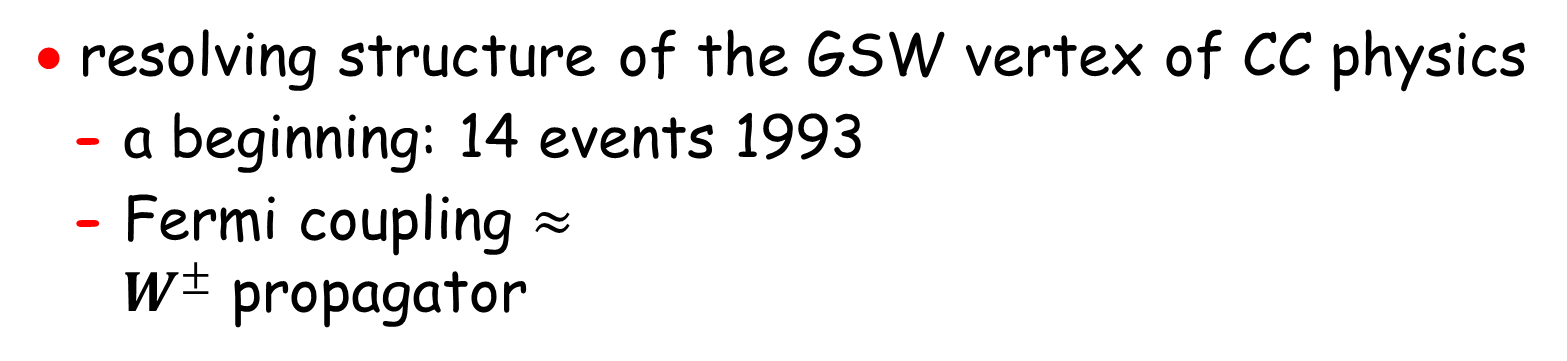 • resolving structure of the GSW vertex of CC physics
- a beginning: 14 events 1993
- Fermi coupling ≈
W± propagator